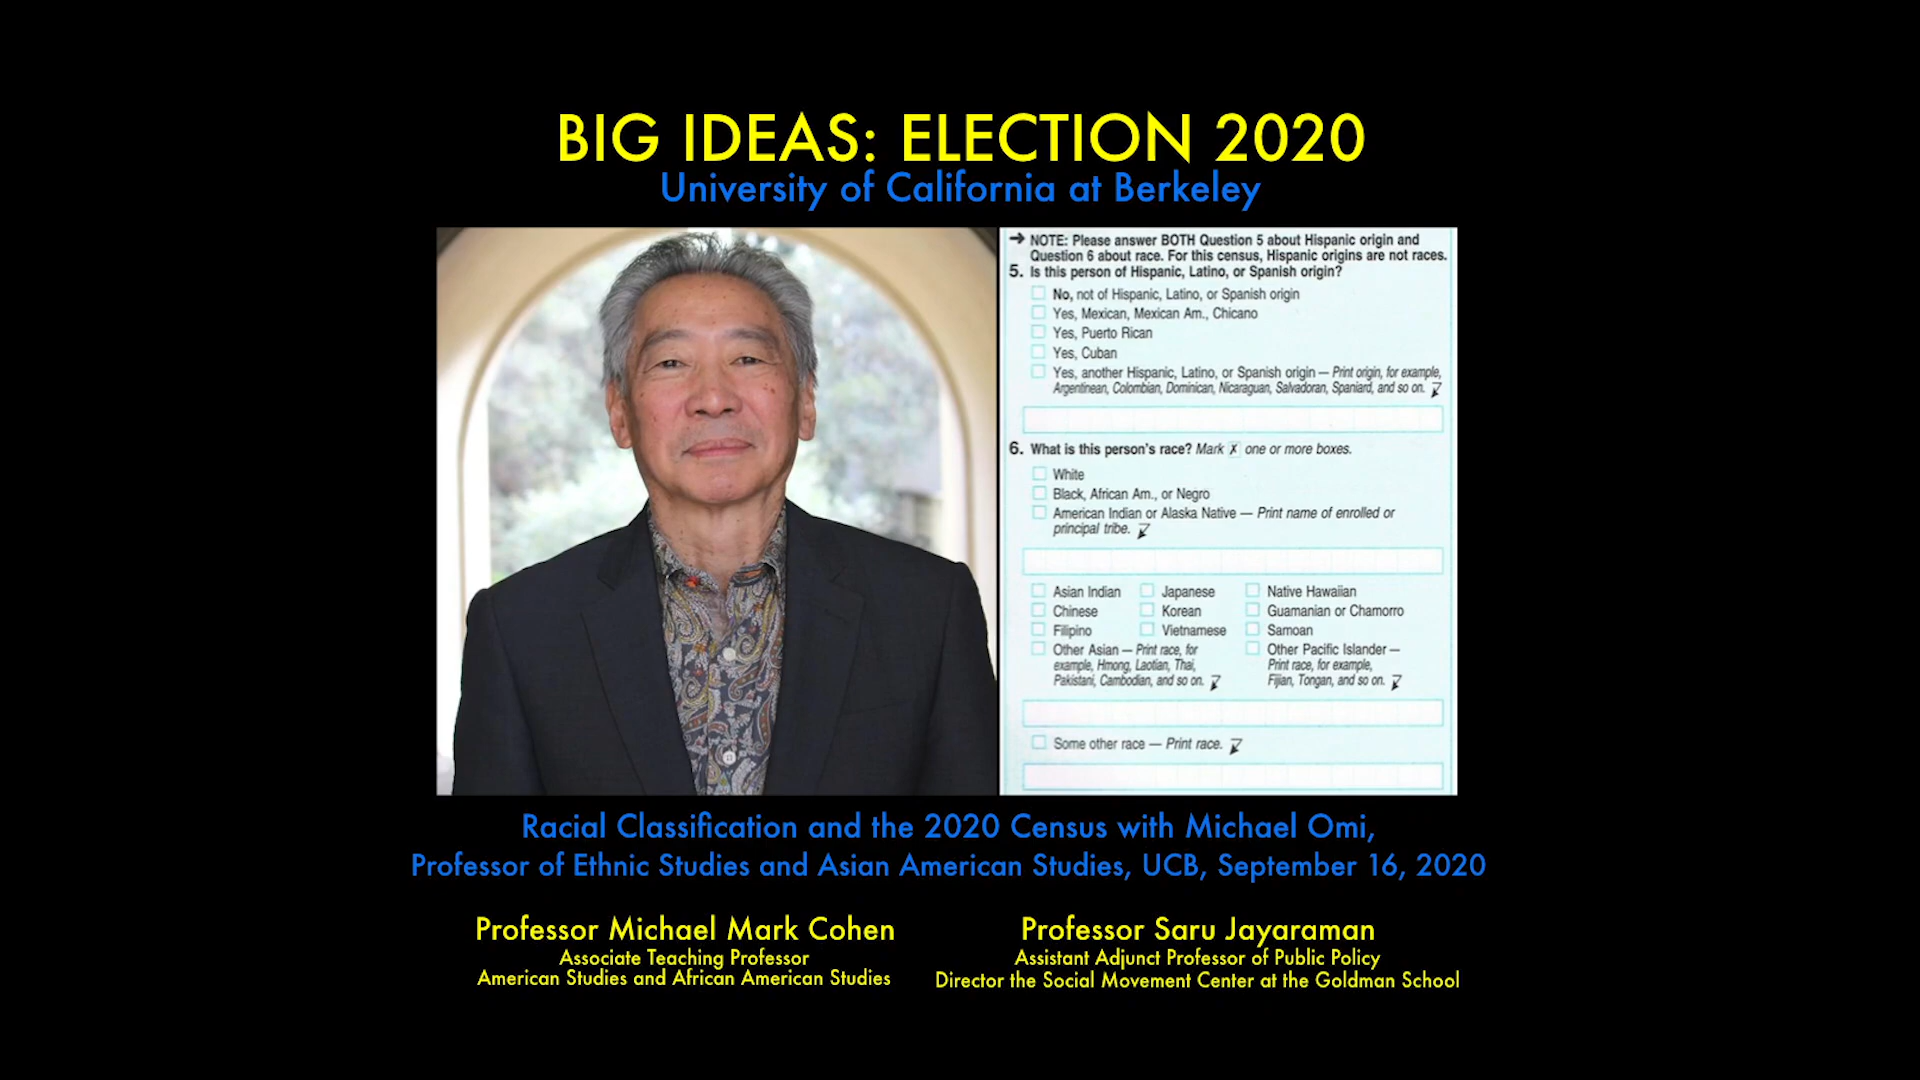 BIG IDEAS: ELECTION 2020
University of California at Berkeley
NOTE: Please answer BOTH Question 5 about Hispanic origin and
Question 6 about race. For this census, Hispanic origins are not races.
5. Is this person of Hispanic, Latino, or Spanish origin?
No, not of Hispanic, Latino, or Spanish origin
Yes, Mexican, Mexican Am., Chicano
Yes, Puerto Rican
Yes, Cuban
Yes, another Hispanic, Latino, or Spanish origin — Print origin, for example,
Argentinean, Colombian, Dominican, Nicaraguan, Salvadoran, Spaniard, and so on.
6. What is this person's race? Mark X one or more boxes.
White
Black, African Am., or Negro
American Indian or Alaska Native — Print name of enrolled or
principal tribe.
Asian Indian
Chinese
Filipino
Other Asian — Print race, for
example, Hmong, Laotian, Thai,
Pakistani, Cambodian, and so on.
Japanese
Korean
Vietnamese
Native Hawaiian
Guamanian or Chamorro
Samoan
Other Pacific Islander —
Print race, for example,
Fijian, Tongan, and so on.
Some other race — Print race.
Racial Classification and the 2020 Census with Michael Omi,
Professor of Ethnic Studies and Asian American Studies, UCB, September 16, 2020
Professor Michael Mark Cohen
Associate Teaching Professor
American Studies and African American Studies
Professor Saru Jayaraman
Assistant Adjunct Professor of Public Policy
Director the Social Movement Center at the Goldman School